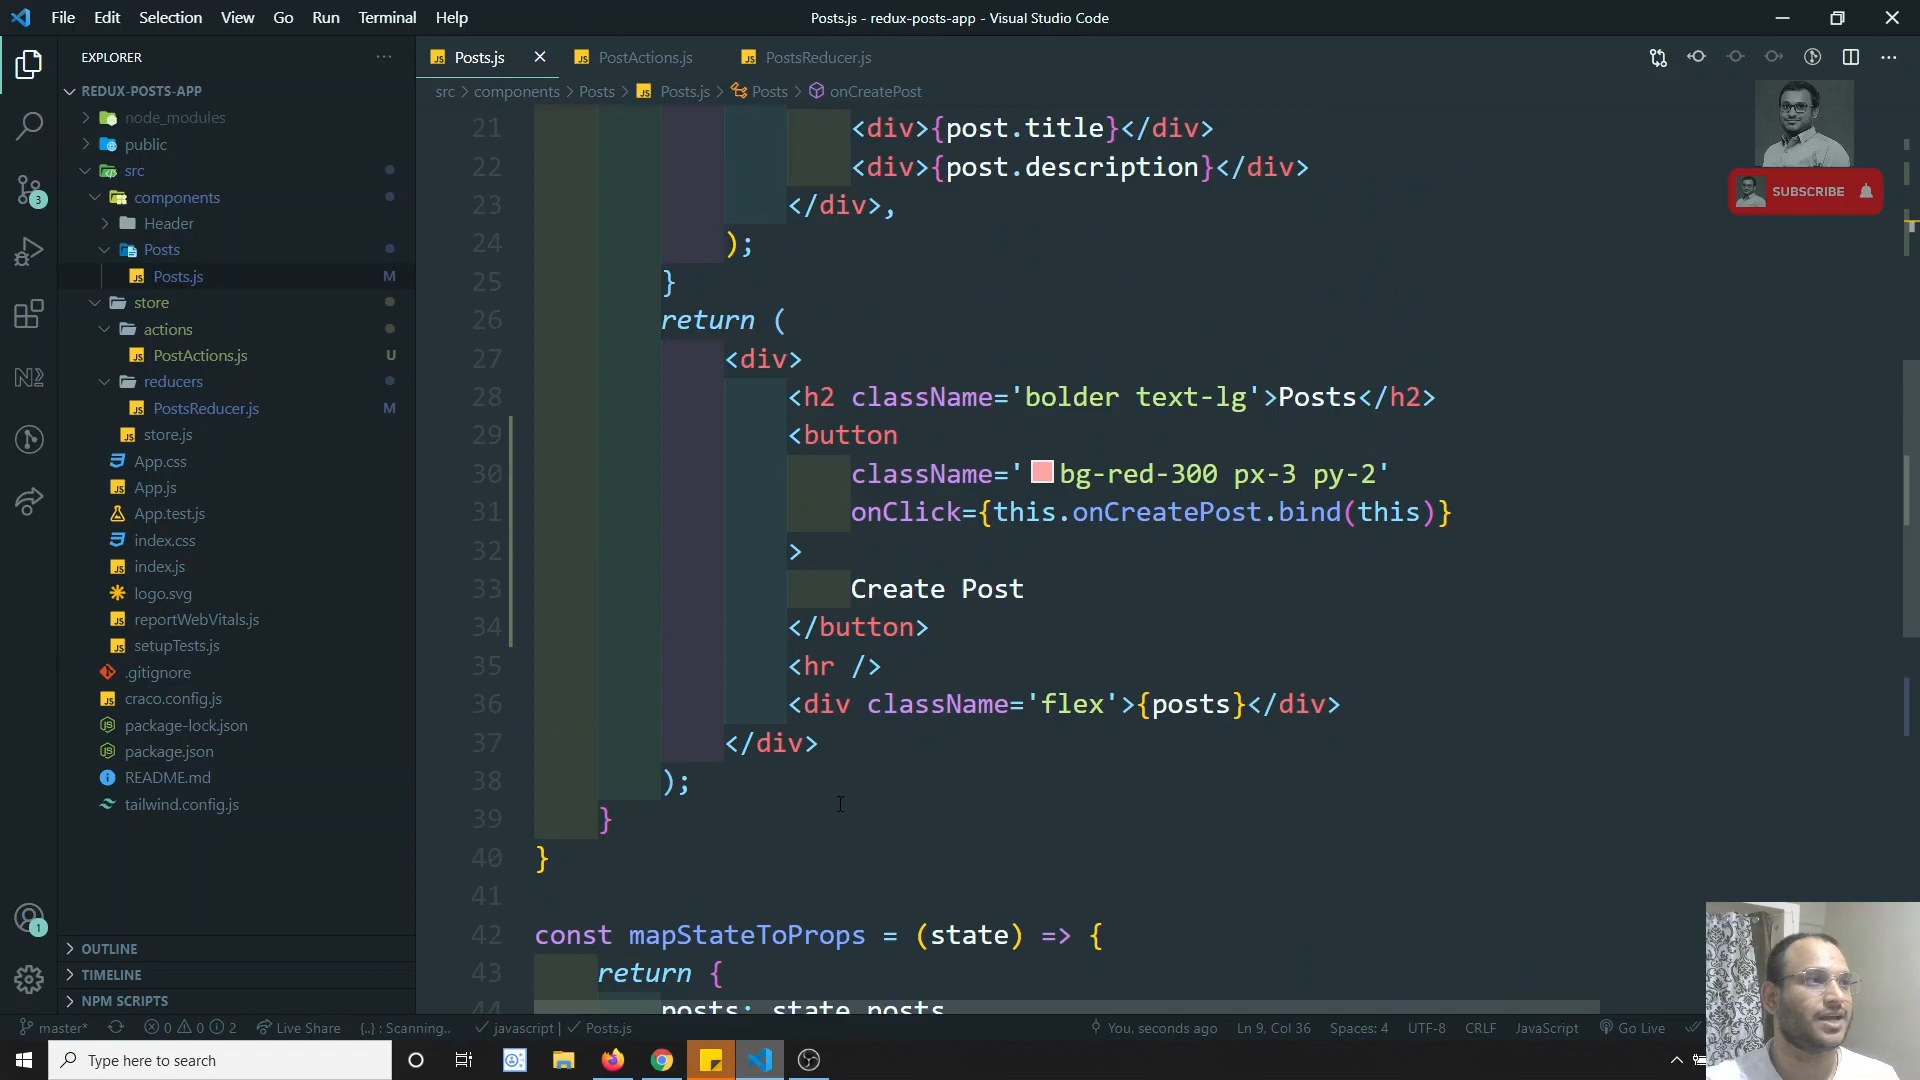 File Edit Selection View Go Run Terminal Help
Posts.js - redux-posts-app - Visual Studio Code
EXPLORER
REDUX-POSTS-APP
node_modules
public
src
components
Header
Posts
Posts.js M
store
actions
PostActions.js U
reducers
PostsReducer.js M
store.js
App.css
App.js
App.test.js
index.css
index.js
logo.svg
reportWebVitals.js
setupTests.js
.gitignore
craco.config.js
package-lock.json
package.json
README.md
tailwind.config.js
OUTLINE
TIMELINE
NPM SCRIPTS
3
1
Posts.js PostActions.js PostsReducer.js
src > components > Posts > Posts.js > Posts > onCreatePost
SUBSCRIBE
21 <div>{post.title}</div>
22 <div>{post.description}</div>
23 </div>,
24 );
25 }
26 return (
27 <div>
28 <h2 className='bolder text-lg'>Posts</h2>
29 <button
30 className='bg-red-300 px-3 py-2'
31 onClick={this.onCreatePost.bind(this)}
32 >
33 Create Post
34 </button>
35 <hr />
36 <div className='flex'>{posts}</div>
37 </div>
38 );
39 }
40 }
41
42 const mapStateToProps = (state) => {
43 return {
44 posts: state.posts
master* 0 0 2 Live Share {..} : Scanning.. javascript | Posts.js You, seconds ago Ln 9, Col 36 Spaces: 4 UTF-8 CRLF JavaScript Go Live
Type here to search